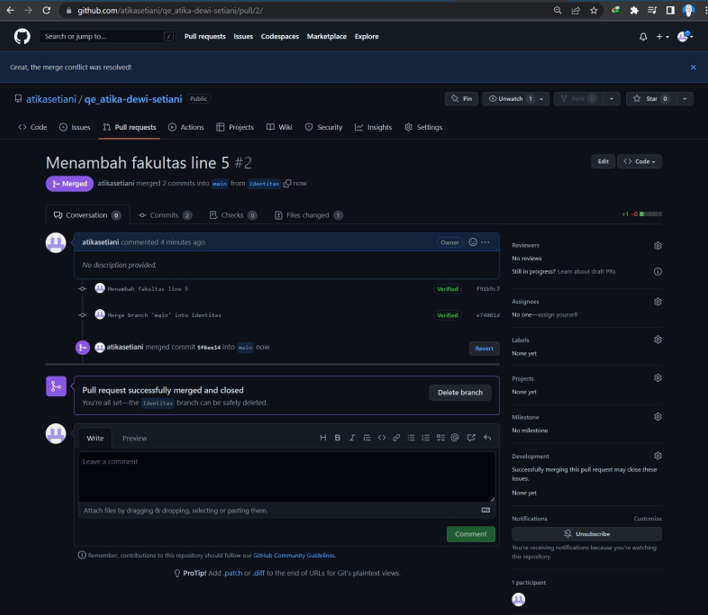 github.com/atikasetiani/qe_atika-dewi-setiani/pull/2/
Search or jump to... /
Pull requests Issues Codespaces Marketplace Explore
Great, the merge conflict was resolved!
atikasetiani / qe_atika-dewi-setiani Public
Pin Unwatch 1 Fork 0 Star 0
Code Issues Pull requests Actions Projects Wiki Security Insights Settings
Menambah fakultas line 5 #2
Edit Code
Merged atikasetiani merged 2 commits into main from Identitas now
Conversation 0 Commits 2 Checks 0 Files changed 1
+1 −0
atikasetiani commented 4 minutes ago Owner
No description provided.
Menambah fakultas line 5 Verified
Merge branch 'main' into Identitas Verified e74001d
atikasetiani merged commit 5f6ee14 into main now Revert
Pull request successfully merged and closed
You're all set—the Identitas branch can be safely deleted.
Delete branch
Write Preview
Leave a comment
Attach files by dragging & dropping, selecting or pasting them.
Comment
Remember, contributions to this repository should follow our GitHub Community Guidelines.
ProTip! Add .patch or .diff to the end of URLs for Git's plaintext views.
Reviewers
No reviews
Still in progress? Learn about draft PRs
Assignees
No one—assign yourself
Labels
None yet
Projects
None yet
Milestone
No milestone
Development
Successfully merging this pull request may close these
issues.
None yet
Notifications Customize
Unsubscribe
You're receiving notifications because you're watching
this repository.
1 participant